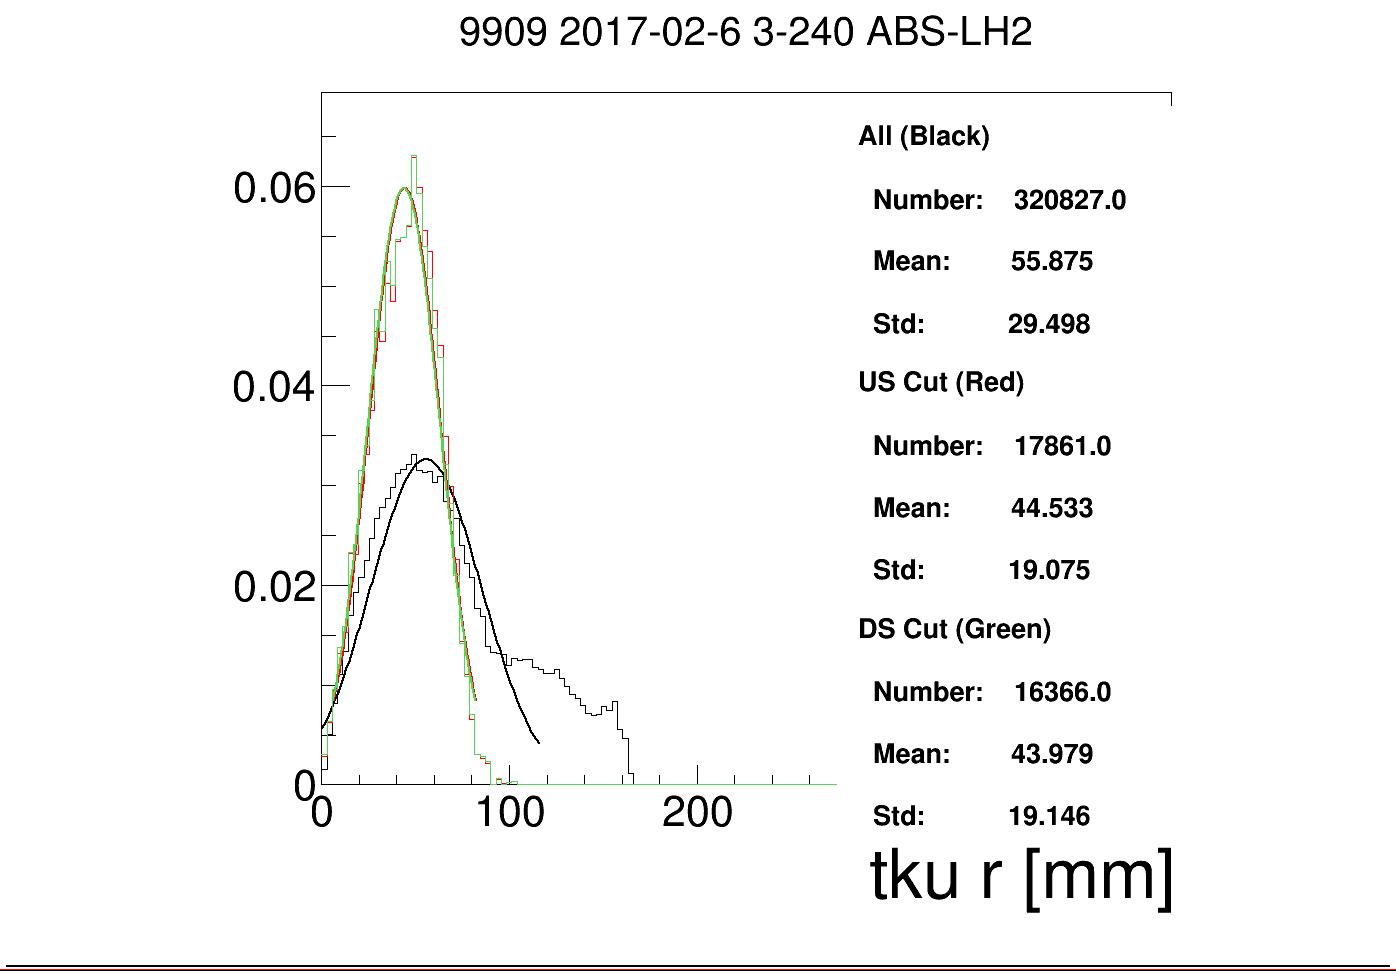 9909 2017-02-6 3-240 ABS-LH2
All (Black)
Number: 320827.0
Mean: 55.875
Std: 29.498
US Cut (Red)
Number: 17861.0
Mean: 44.533
Std: 19.075
DS Cut (Green)
Number: 16366.0
Mean: 43.979
Std: 19.146
0.06
0.04
0.02
0
0 100 200
tku r [mm]